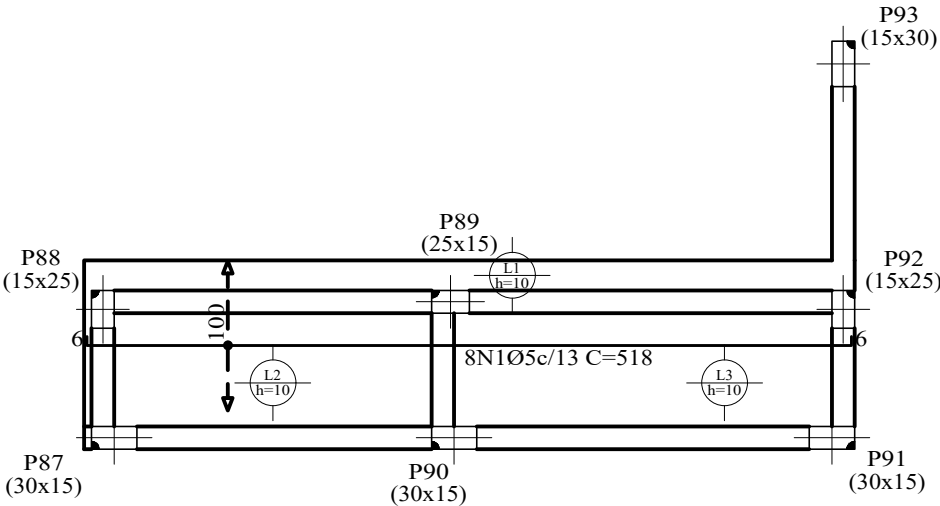 P93
(15x30)
P89
(25x15)
P88
(15x25)
L1
h=10
P92
(15x25)
100
6
6
8N1Ø5c/13 C=518
L2
h=10
L3
h=10
P87
(30x15)
P90
(30x15)
P91
(30x15)